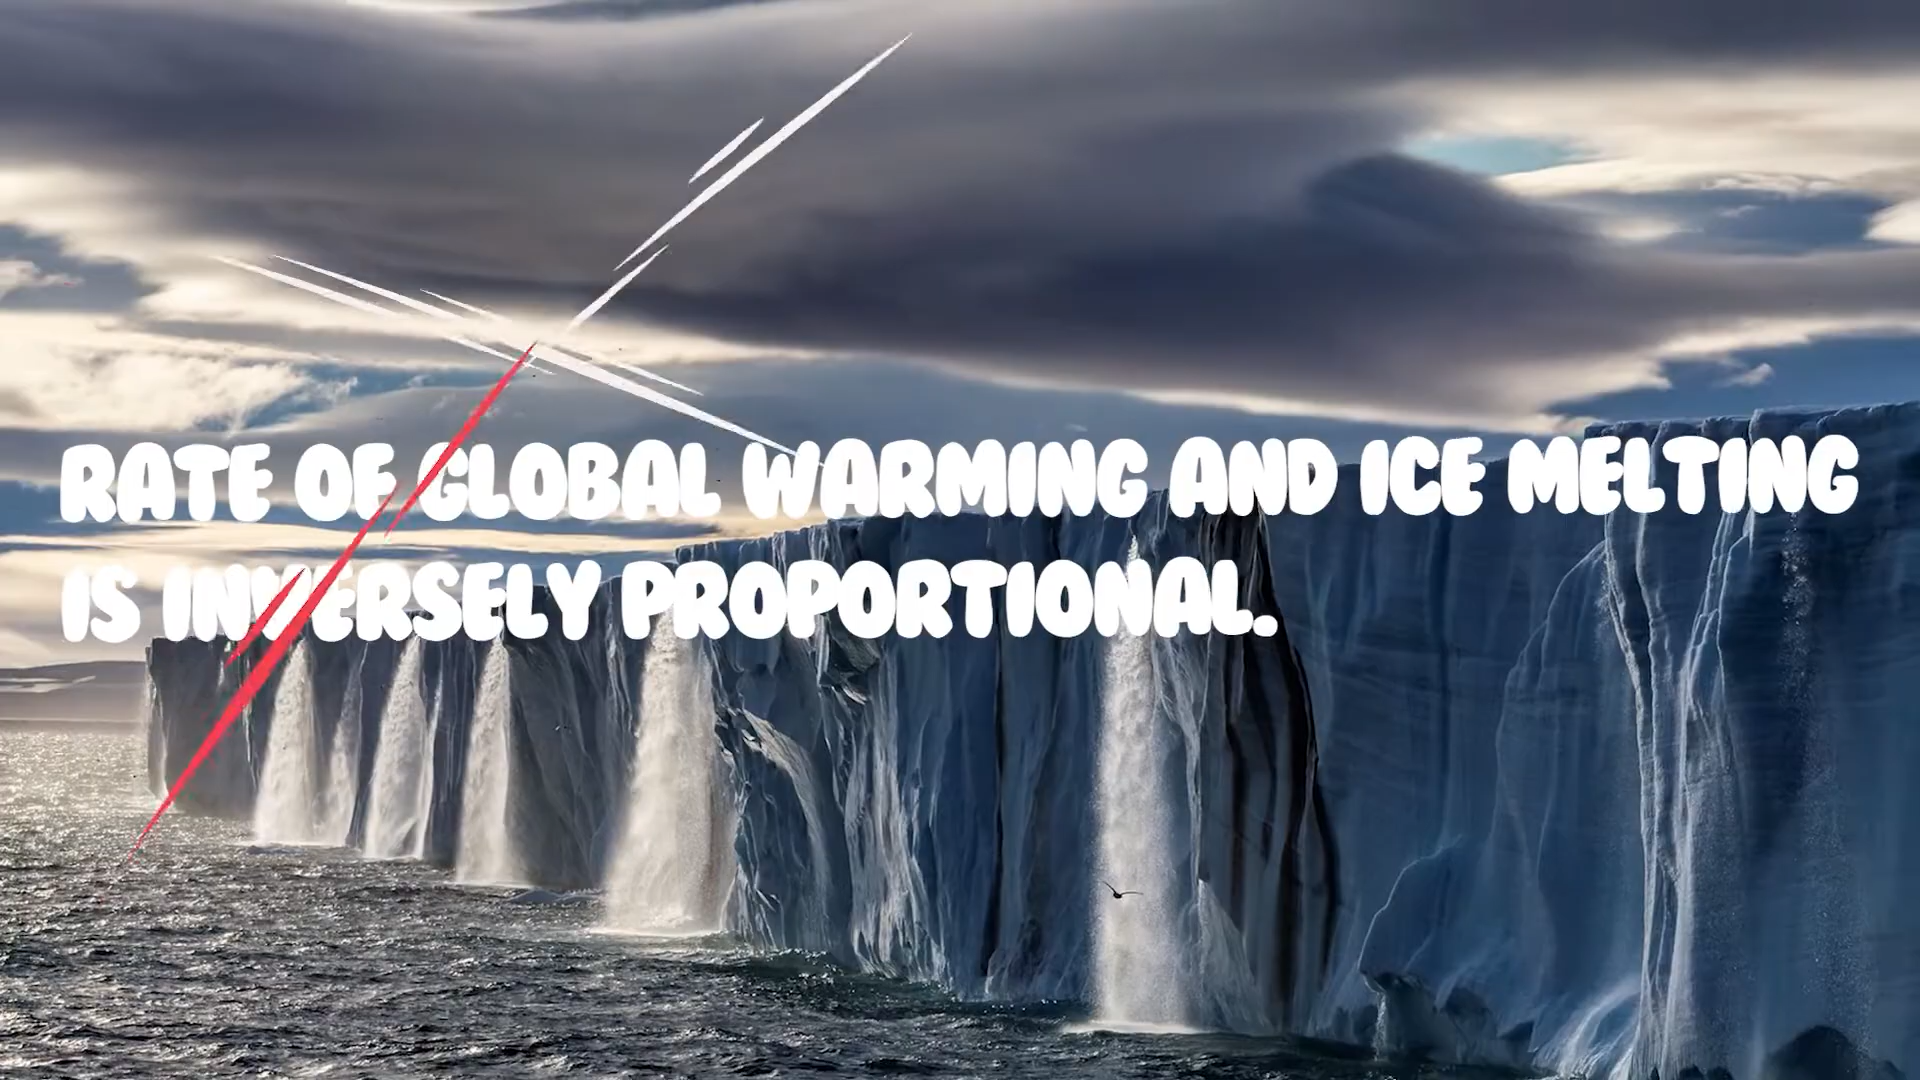 RATE OF GLOBAL WARMING AND ICE MELTING
IS INVERSELY PROPORTIONAL.